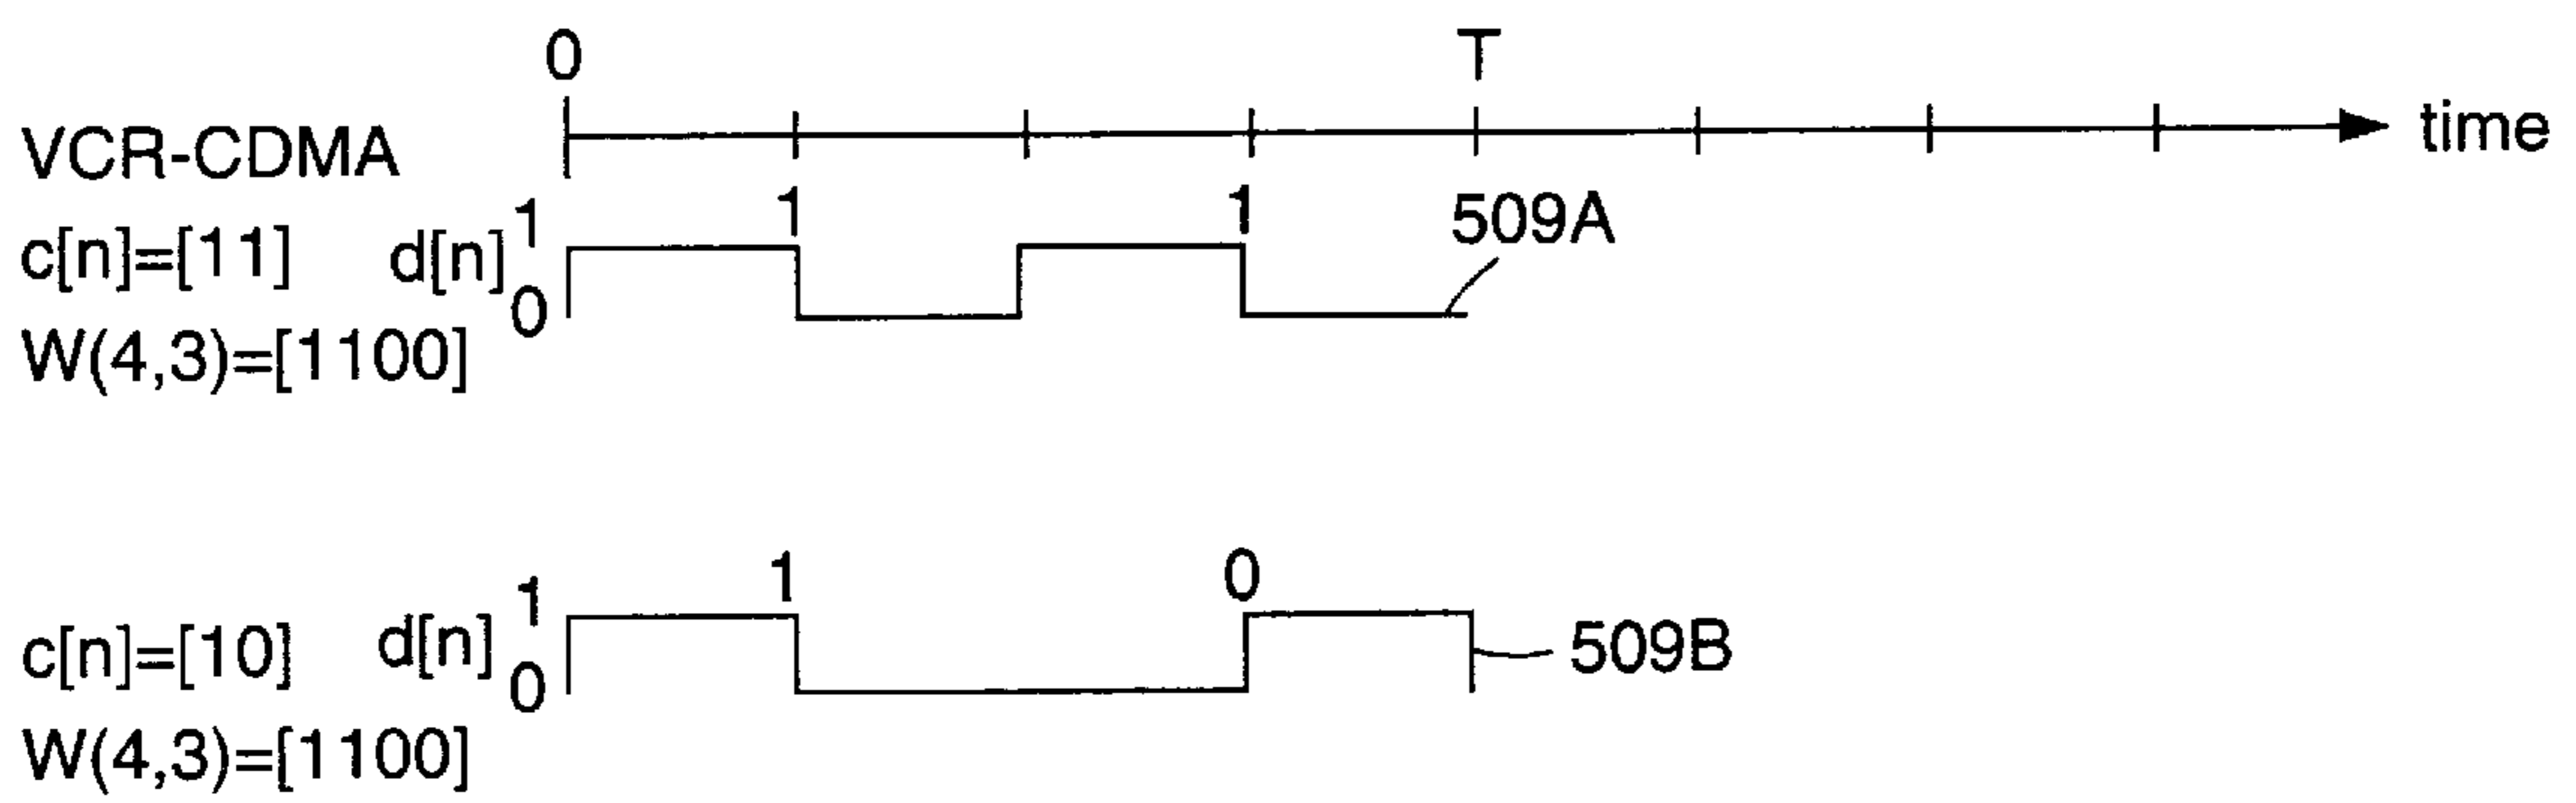 0 T
VCR-CDMA time
1 1 1 509A
c[n]=[11] d[n]
0
W(4,3)=[1100]
1 1 0
c[n]=[10] d[n] 509B
0
W(4,3)=[1100]